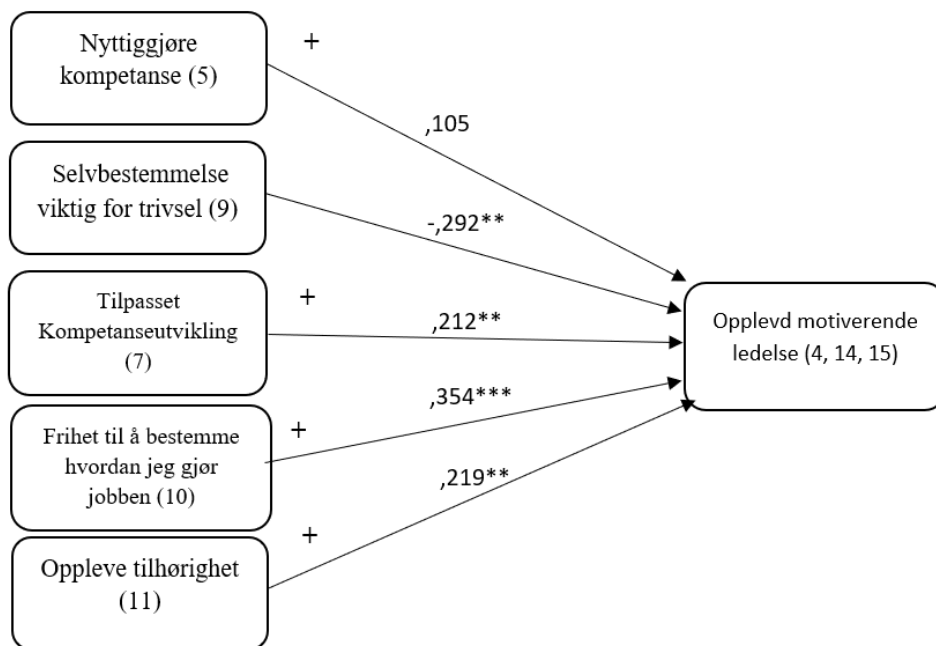 Nyttiggjøre
kompetanse (5)
+
,105
Selvbestemmelse
viktig for trivsel (9)
-,292**
Tilpasset
Kompetanseutvikling
(7)
+
,212**
Frihet til å bestemme
hvordan jeg gjør
jobben (10)
+
,354***
Oppleve tilhørighet
(11)
+
,219**
Opplevd motiverende
ledelse (4, 14, 15)